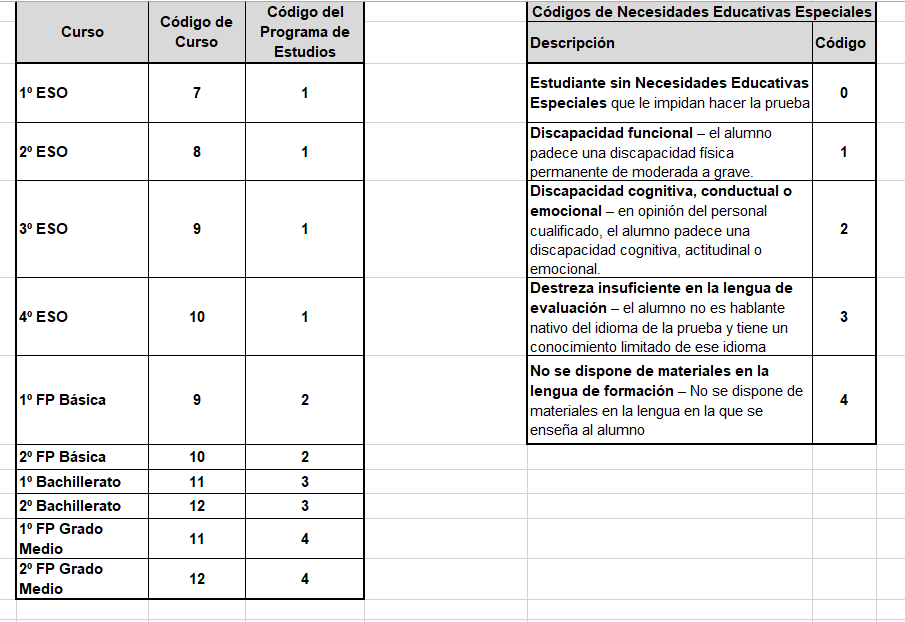 Curso
Código de
Curso
Código del
Programa de
Estudios
1º ESO
7
1
2º ESO
8
1
3º ESO
9
1
4º ESO
10
1
1º FP Básica
9
2
2º FP Básica
10
2
1º Bachillerato
11
3
2º Bachillerato
12
3
1º FP Grado
Medio
11
4
2º FP Grado
Medio
12
4
Códigos de Necesidades Educativas Especiales
Descripción
Código
Estudiante sin Necesidades Educativas
Especiales que le impidan hacer la prueba
0
Discapacidad funcional – el alumno
padece una discapacidad física
permanente de moderada a grave.
1
Discapacidad cognitiva, conductual o
emocional – en opinión del personal
cualificado, el alumno padece una
discapacidad cognitiva, actitudinal o
emocional.
2
Destreza insuficiente en la lengua de
evaluación – el alumno no es hablante
nativo del idioma de la prueba y tiene un
conocimiento limitado de ese idioma
3
No se dispone de materiales en la
lengua de formación – No se dispone de
materiales en la lengua en la que se
enseña al alumno
4